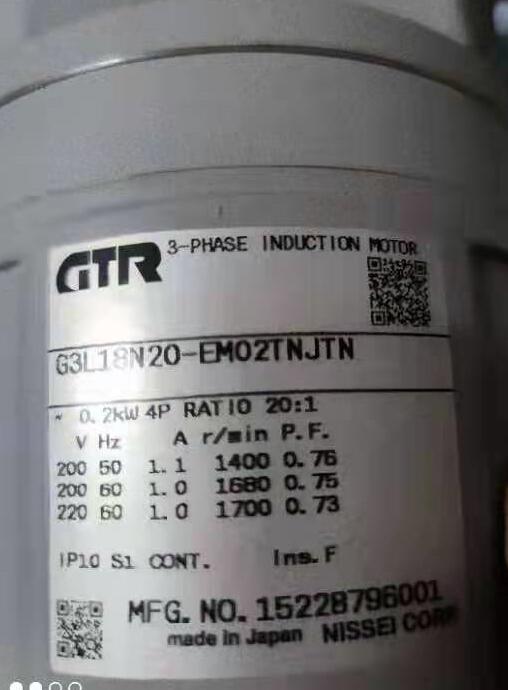 GTR 3-PHASE INDUCTION MOTOR
G3L18N20-EM02TNJTN
~ 0.2kW 4P RATIO 20:1
V Hz A r/min P.F.
200 50 1.1 1400 0.76
200 60 1.0 1680 0.75
220 60 1.0 1700 0.73
IP10 S1 CONT. Ins.F
MFG. NO. 15228796001
made in Japan NISSEI CORP